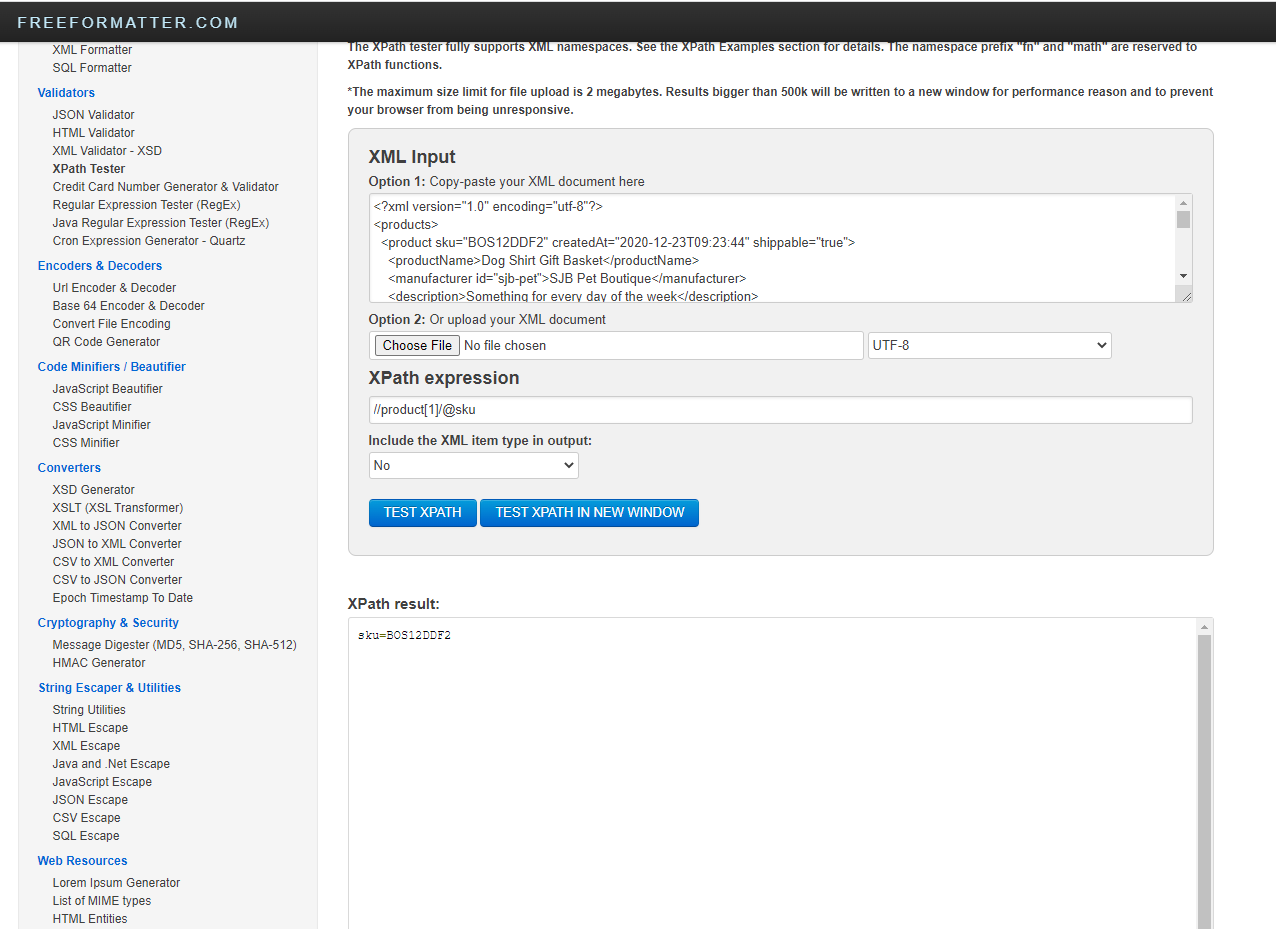 FREEFORMATTER.COM
XML Formatter
SQL Formatter
Validators
JSON Validator
HTML Validator
XML Validator - XSD
XPath Tester
Credit Card Number Generator & Validator
Regular Expression Tester (RegEx)
Java Regular Expression Tester (RegEx)
Cron Expression Generator - Quartz
Encoders & Decoders
Url Encoder & Decoder
Base 64 Encoder & Decoder
Convert File Encoding
QR Code Generator
Code Minifiers / Beautifier
JavaScript Beautifier
CSS Beautifier
JavaScript Minifier
CSS Minifier
Converters
XSD Generator
XSLT (XSL Transformer)
XML to JSON Converter
JSON to XML Converter
CSV to XML Converter
CSV to JSON Converter
Epoch Timestamp To Date
Cryptography & Security
Message Digester (MD5, SHA-256, SHA-512)
HMAC Generator
String Escaper & Utilities
String Utilities
HTML Escape
XML Escape
Java and .Net Escape
JavaScript Escape
JSON Escape
CSV Escape
SQL Escape
Web Resources
Lorem Ipsum Generator
List of MIME types
HTML Entities
The XPath tester fully supports XML namespaces. See the XPath Examples section for details. The namespace prefix "fn" and "math" are reserved to
XPath functions.
*The maximum size limit for file upload is 2 megabytes. Results bigger than 500k will be written to a new window for performance reason and to prevent
your browser from being unresponsive.
XML Input
Option 1: Copy-paste your XML document here
<?xml version="1.0" encoding="utf-8"?>
<products>
<product sku="BOS12DDF2" createdAt="2020-12-23T09:23:44" shippable="true">
<productName>Dog Shirt Gift Basket</productName>
<manufacturer id="sjb-pet">SJB Pet Boutique</manufacturer>
<description>Something for every day of the week</description>
Option 2: Or upload your XML document
Choose File No file chosen UTF-8
XPath expression
//product[1]/@sku
Include the XML item type in output:
No
TEST XPATH TEST XPATH IN NEW WINDOW
XPath result:
sku=BOS12DDF2